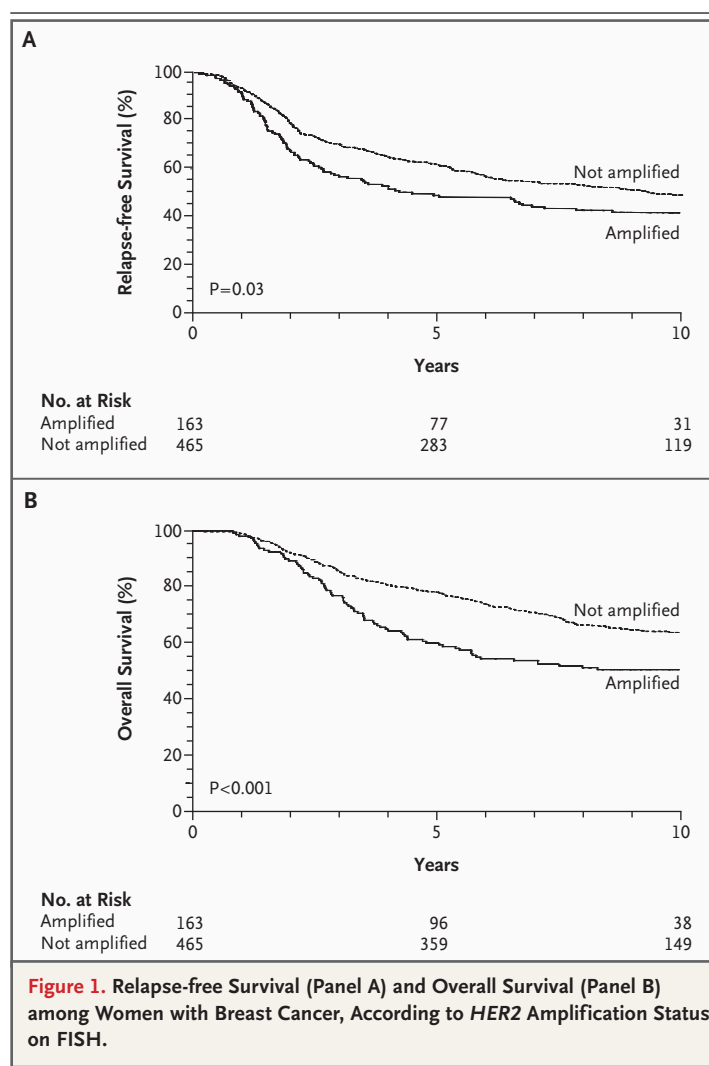 A
100
80
60
40
20
0
Relapse-free Survival (%)
Not amplified
Amplified
P=0.03
0 5 10
Years
No. at Risk
Amplified 163 77 31
Not amplified 465 283 119
B
100
80
60
40
20
0
Overall Survival (%)
Not amplified
Amplified
P<0.001
0 5 10
Years
No. at Risk
Amplified 163 96 38
Not amplified 465 359 149
Figure 1. Relapse-free Survival (Panel A) and Overall Survival (Panel B)
among Women with Breast Cancer, According to HER2 Amplification Status
on FISH.